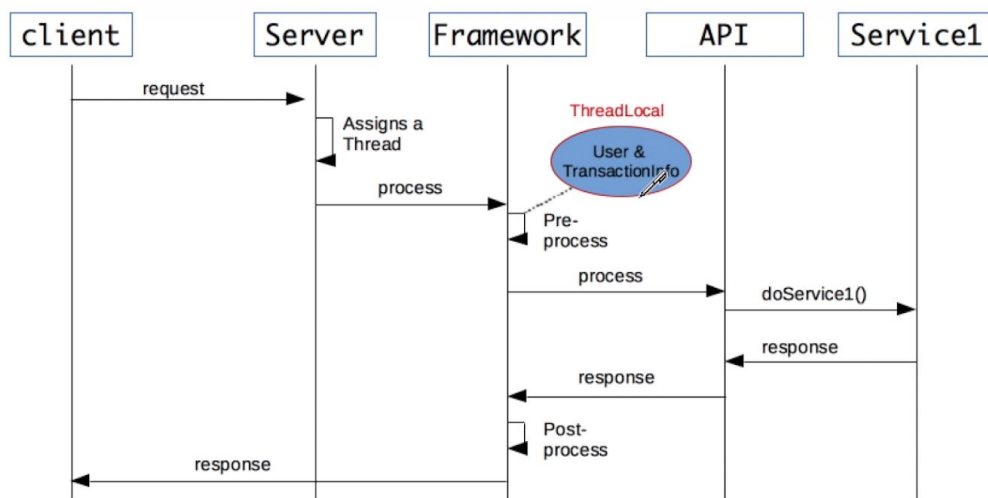 client
Server
Framework
API
Service1
request
Assigns a
Thread
ThreadLocal
User &
TransactionInfo
process
Pre-
process
process
doService1()
response
response
Post-
process
response